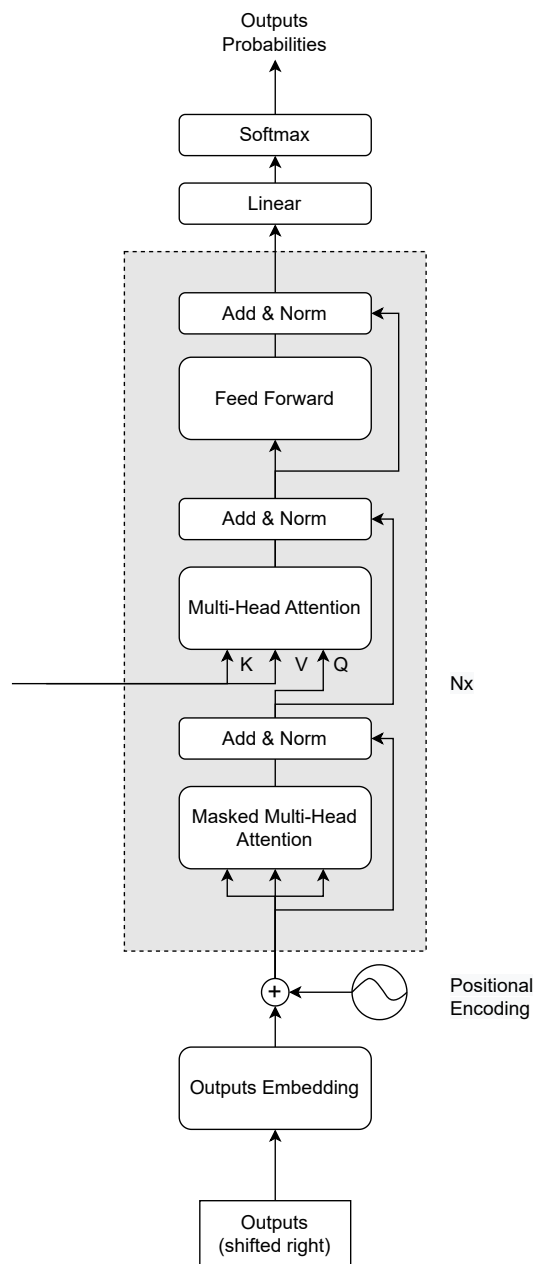 Outputs
Probabilities
Softmax
Linear
Add & Norm
Feed Forward
Add & Norm
Multi-Head Attention
K
V
Q
Nx
Add & Norm
Masked Multi-Head
Attention
+
Positional
Encoding
Outputs Embedding
Outputs
(shifted right)